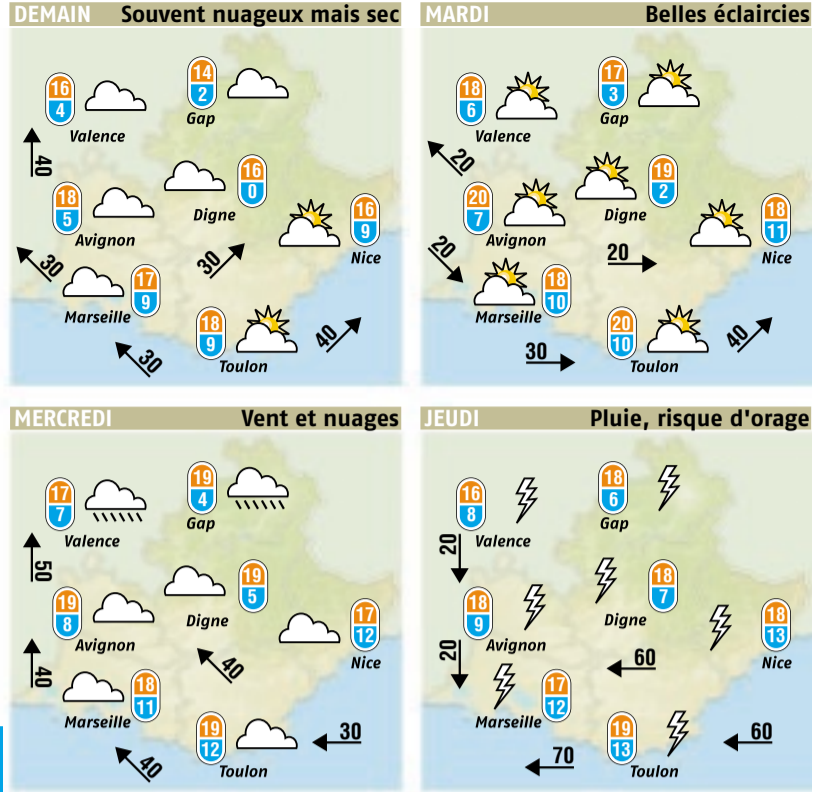 DEMAIN Souvent nuageux mais sec
16
4
Valence
14
2
Gap
40
18
5
Avignon
16
0
Digne
16
9
Nice
30
17
9
Marseille
30
18
9
Toulon
40
30
MARDI Belles éclaircies
18
6
Valence
17
3
Gap
20
20
7
Avignon
19
2
Digne
18
11
Nice
20
20
18
10
Marseille
20
10
Toulon
30
40
MERCREDI Vent et nuages
17
7
Valence
19
4
Gap
50
19
8
Avignon
19
5
Digne
17
12
Nice
40
40
18
11
Marseille
19
12
Toulon
30
40
JEUDI Pluie, risque d'orage
16
8
Valence
18
6
Gap
20
18
9
Avignon
18
7
Digne
18
13
Nice
20
60
17
12
Marseille
19
13
Toulon
60
70